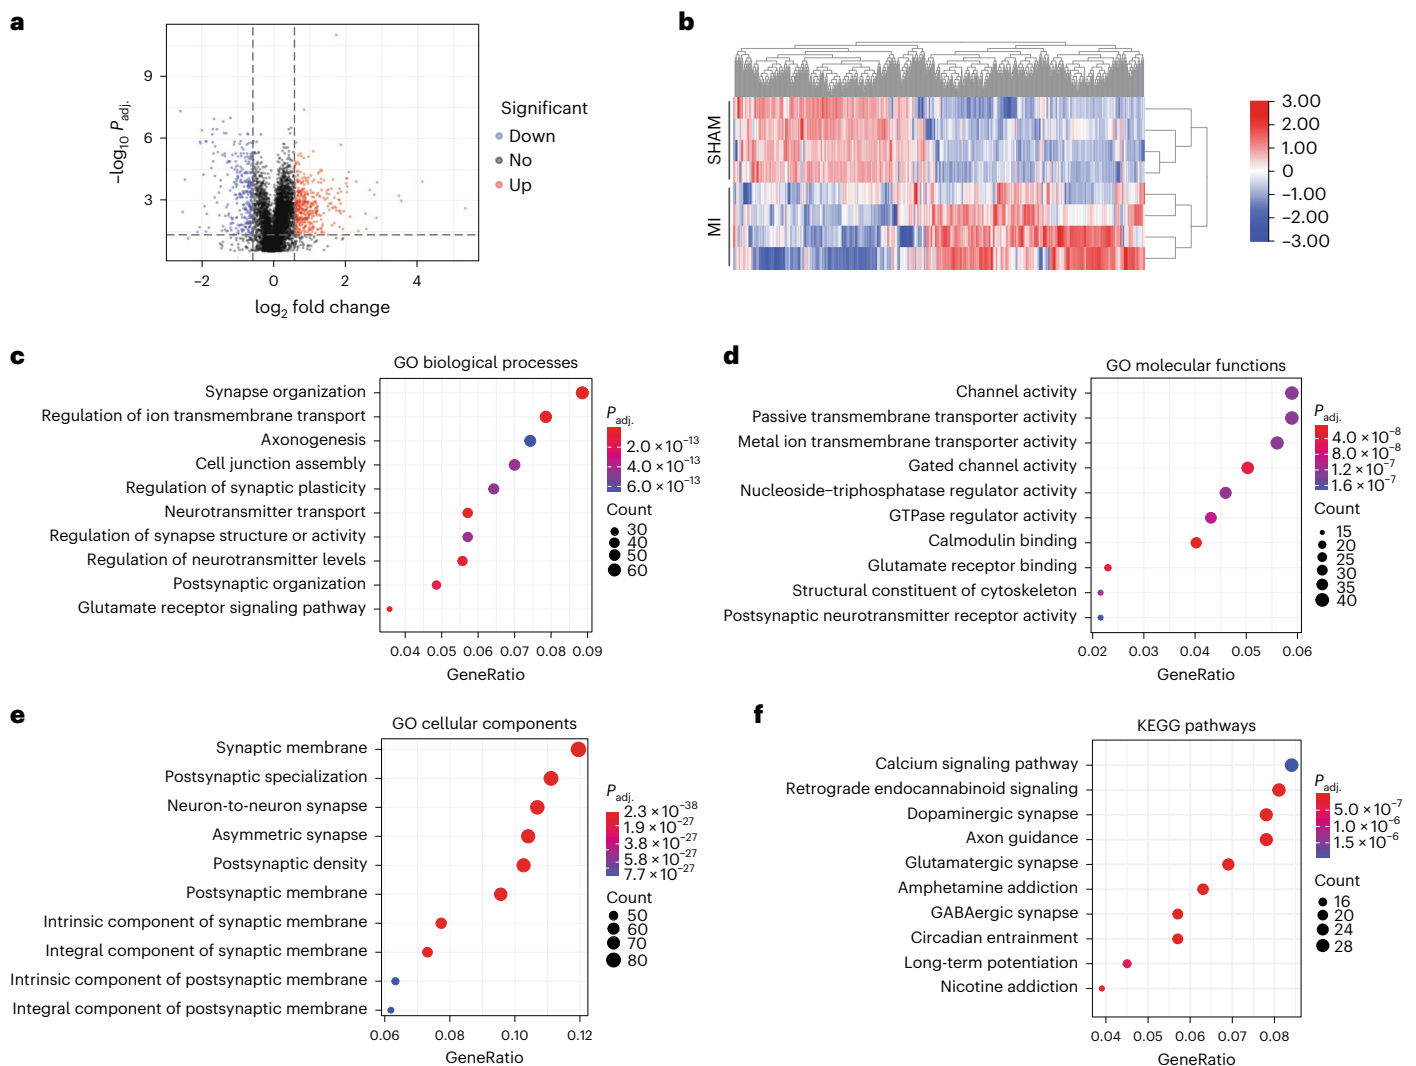 a
9
6
3
−log10 Padj.
−2
0
2
4
log2 fold change
Significant
Down
No
Up
b
SHAM
MI
3.00
2.00
1.00
0
−1.00
−2.00
−3.00
c
GO biological processes
Synapse organization
Regulation of ion transmembrane transport
Axonogenesis
Cell junction assembly
Regulation of synaptic plasticity
Neurotransmitter transport
Regulation of synapse structure or activity
Regulation of neurotransmitter levels
Postsynaptic organization
Glutamate receptor signaling pathway
0.04 0.05 0.06 0.07 0.08 0.09
GeneRatio
Padj.
2.0 × 10−13
4.0 × 10−13
6.0 × 10−13
Count
30
40
50
60
d
GO molecular functions
Channel activity
Passive transmembrane transporter activity
Metal ion transmembrane transporter activity
Gated channel activity
Nucleoside−triphosphatase regulator activity
GTPase regulator activity
Calmodulin binding
Glutamate receptor binding
Structural constituent of cytoskeleton
Postsynaptic neurotransmitter receptor activity
0.02 0.03 0.04 0.05 0.06
GeneRatio
Padj.
4.0 × 10−8
8.0 × 10−8
1.2 × 10−7
1.6 × 10−7
Count
15
20
25
30
35
40
e
GO cellular components
Synaptic membrane
Postsynaptic specialization
Neuron-to-neuron synapse
Asymmetric synapse
Postsynaptic density
Postsynaptic membrane
Intrinsic component of synaptic membrane
Integral component of synaptic membrane
Intrinsic component of postsynaptic membrane
Integral component of postsynaptic membrane
0.06 0.08 0.10 0.12
GeneRatio
Padj.
2.3 × 10−38
1.9 × 10−27
3.8 × 10−27
5.8 × 10−27
7.7 × 10−27
Count
50
60
70
80
f
KEGG pathways
Calcium signaling pathway
Retrograde endocannabinoid signaling
Dopaminergic synapse
Axon guidance
Glutamatergic synapse
Amphetamine addiction
GABAergic synapse
Circadian entrainment
Long-term potentiation
Nicotine addiction
0.04 0.05 0.06 0.07 0.08
GeneRatio
Padj.
5.0 × 10−7
1.0 × 10−6
1.5 × 10−6
Count
16
20
24
28